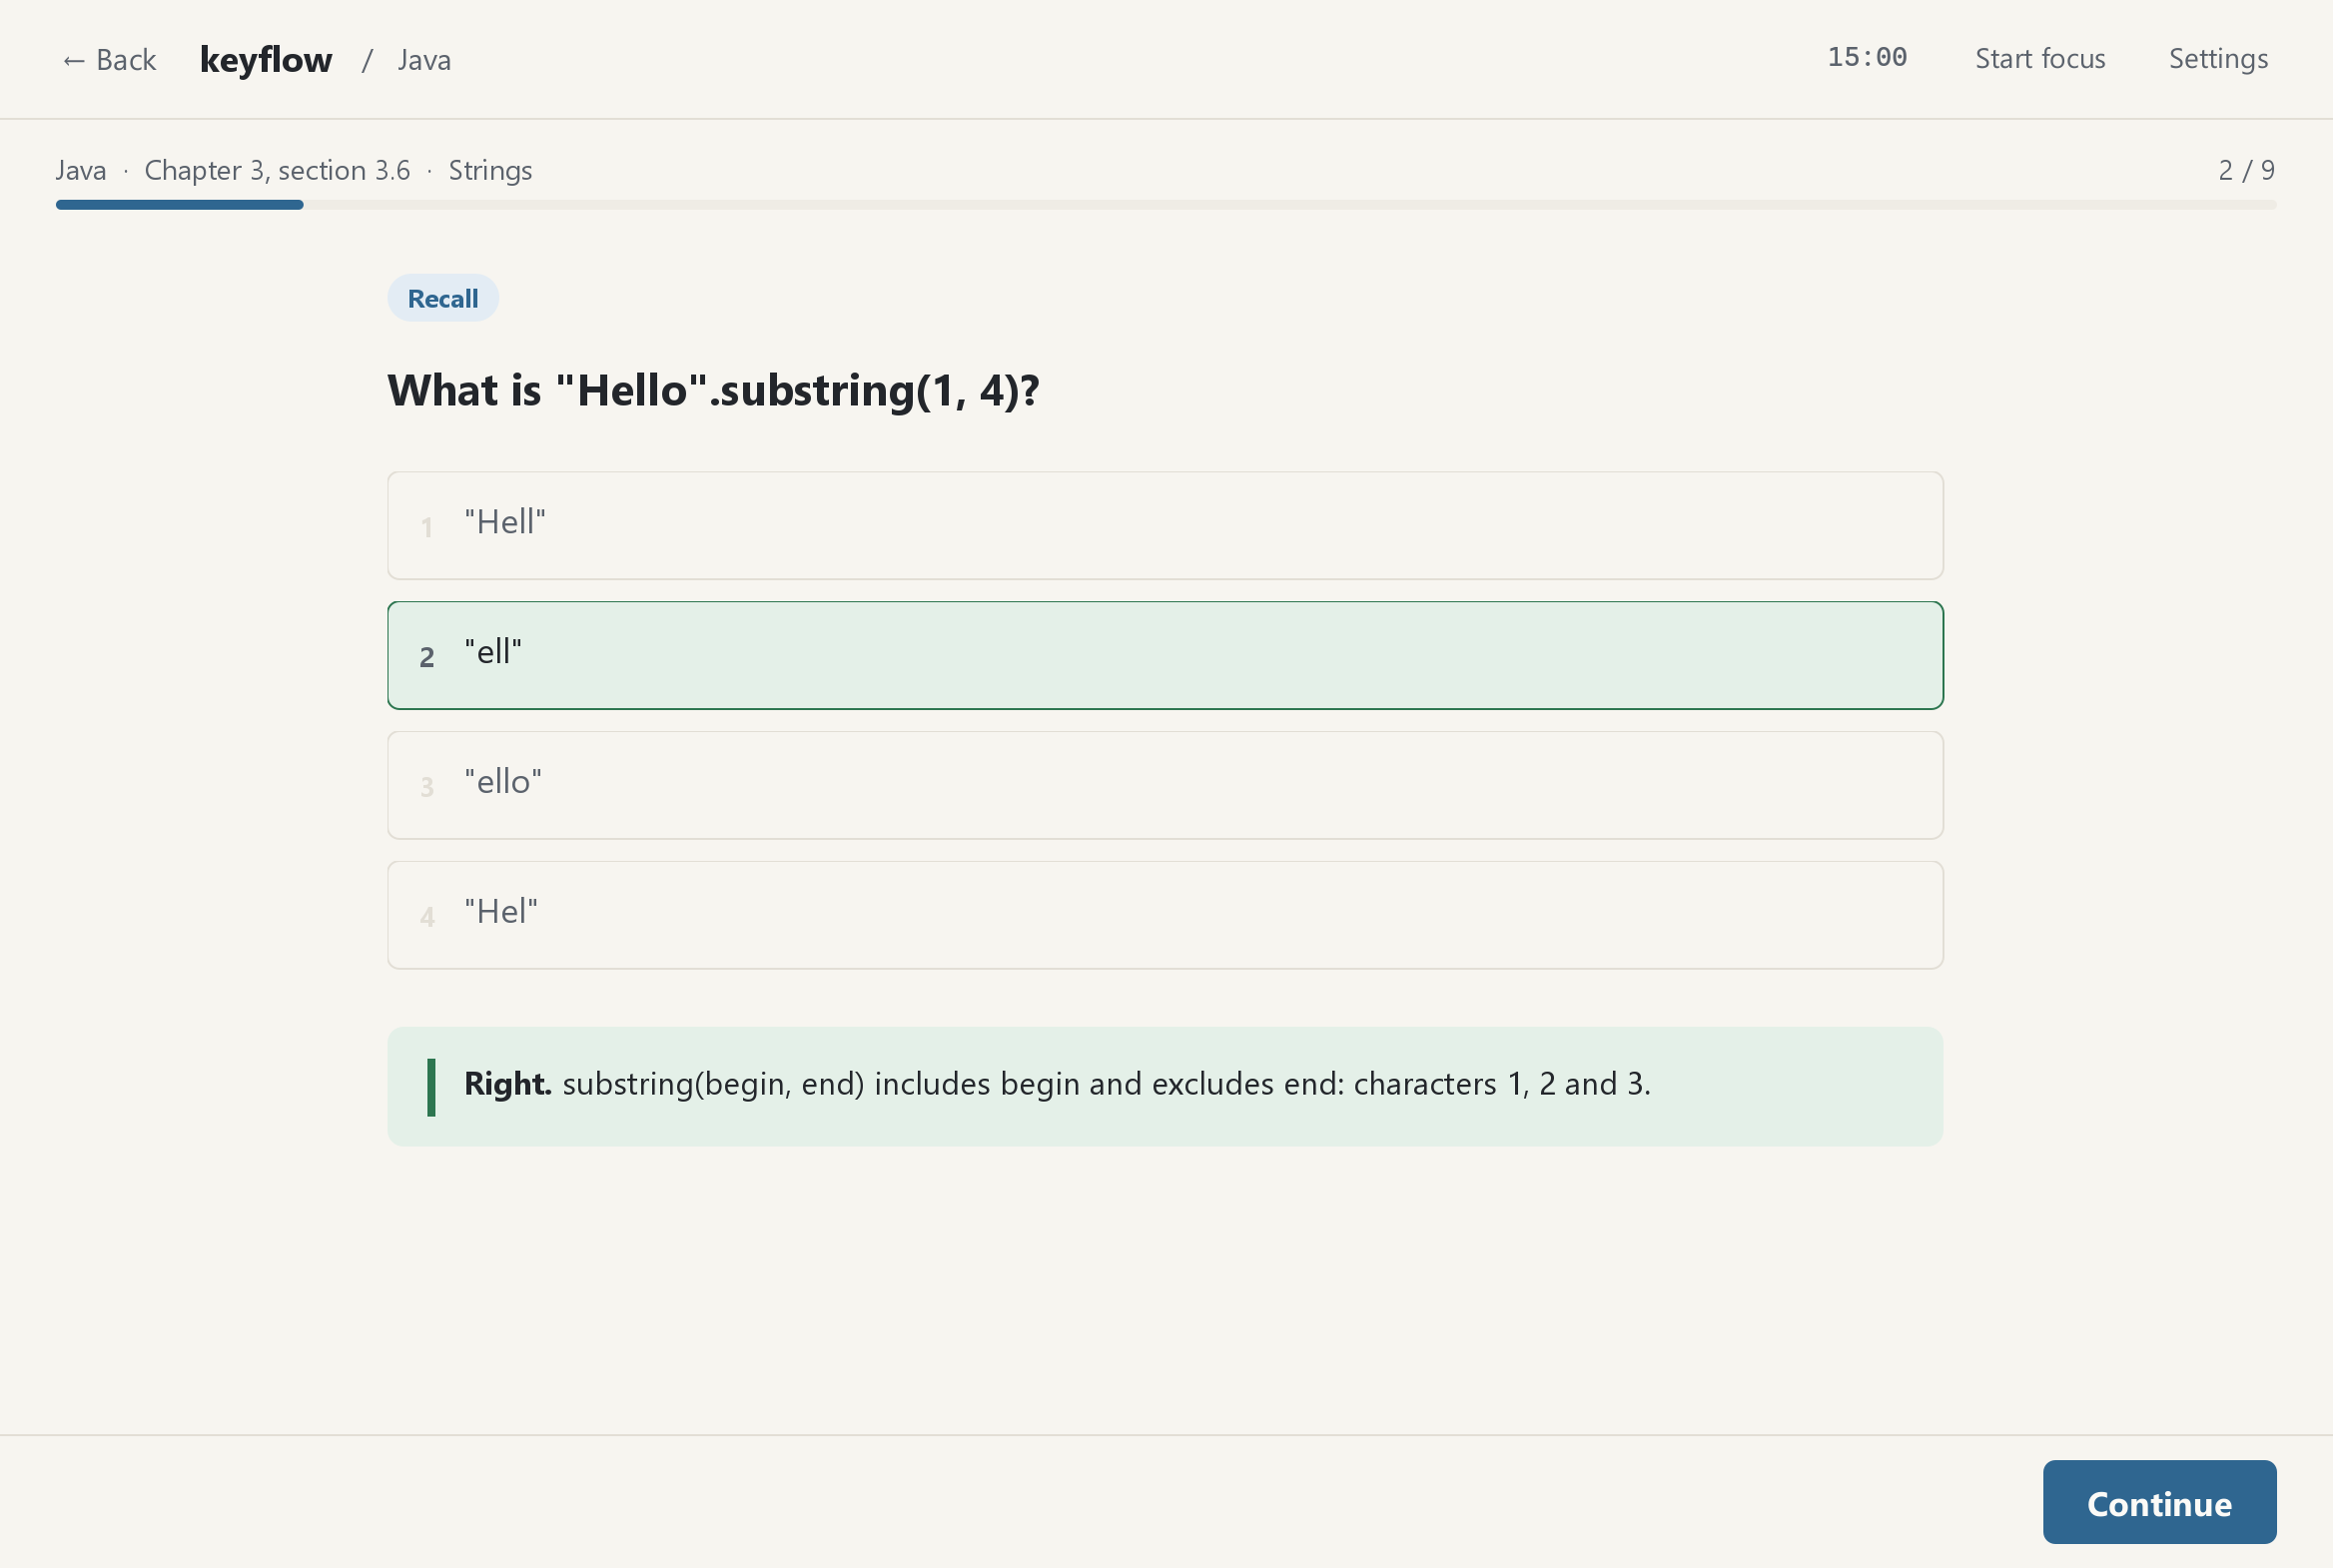 ← Back keyflow / Java 15:00 Start focus Settings
Java · Chapter 3, section 3.6 · Strings 2 / 9
Recall
What is "Hello".substring(1, 4)?
1 "Hell"
2 "ell"
3 "ello"
4 "Hel"
Right. substring(begin, end) includes begin and excludes end: characters 1, 2 and 3.
Continue